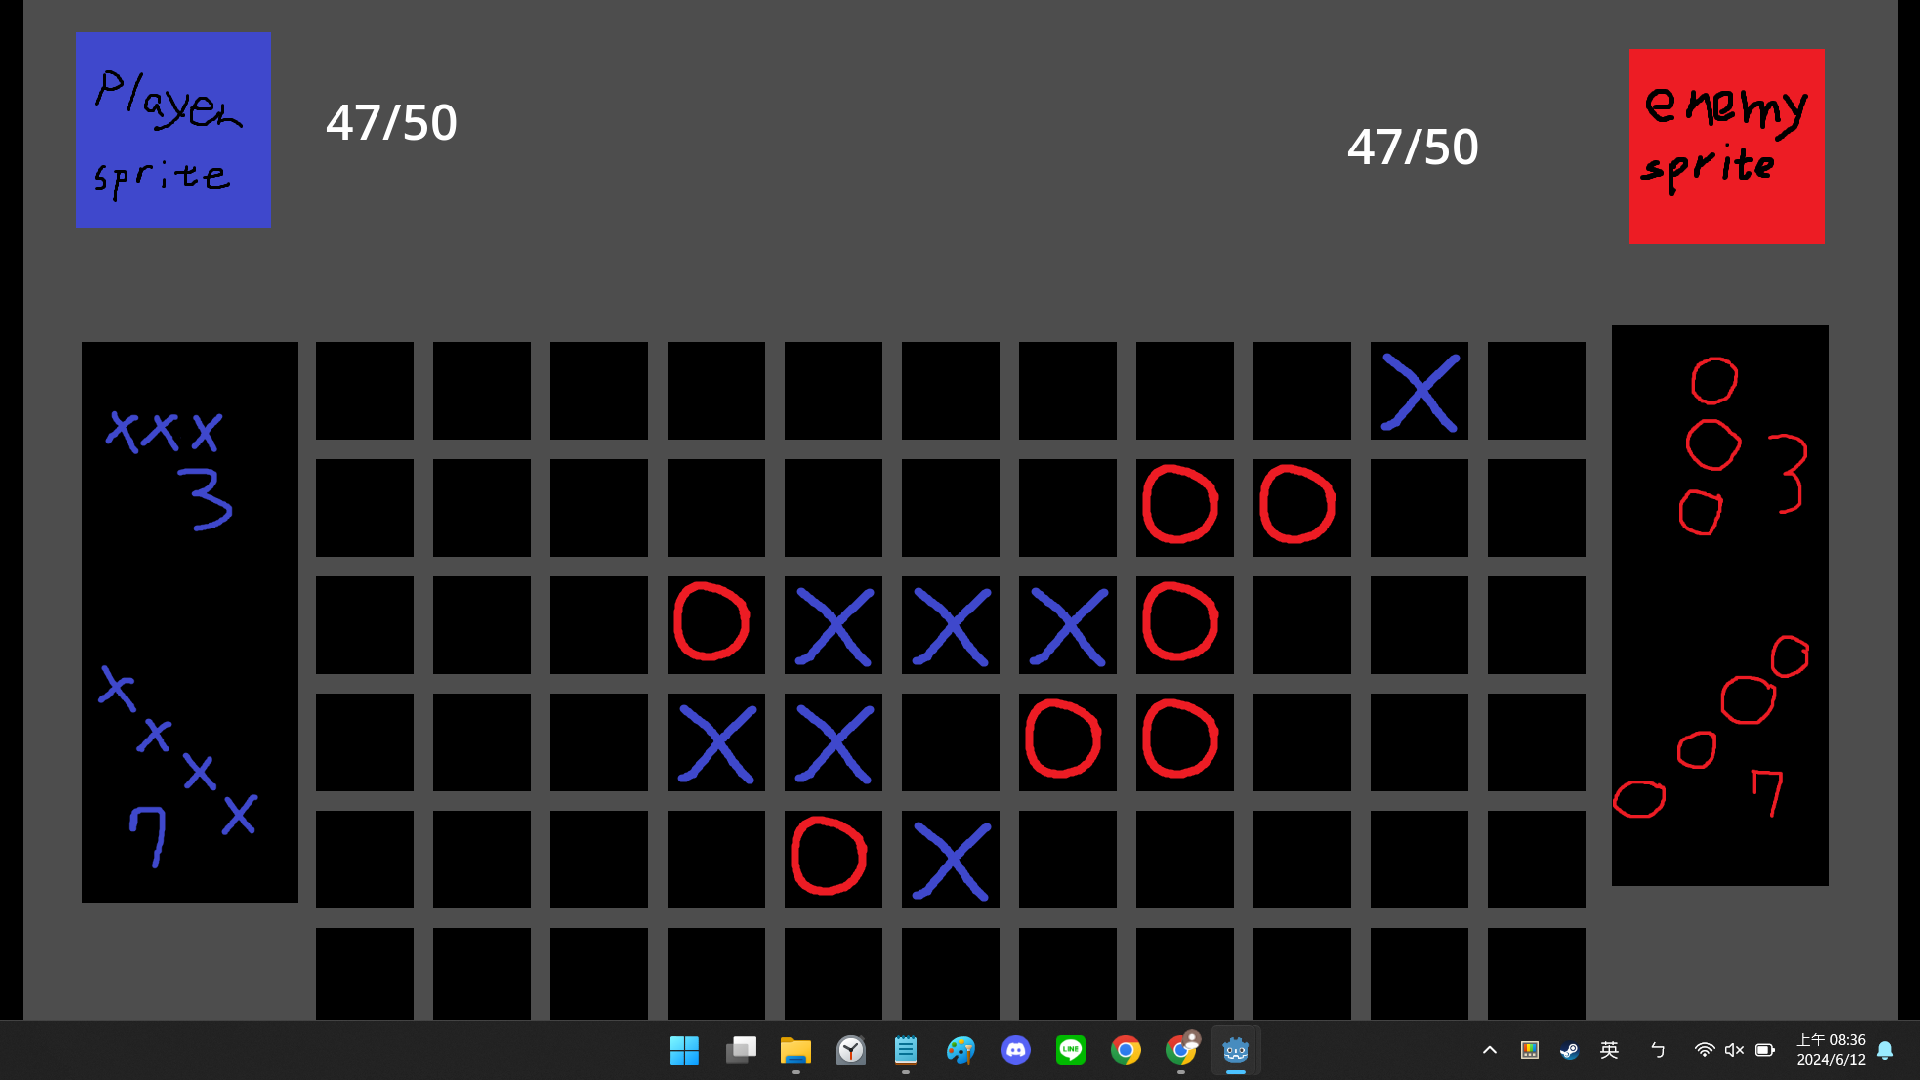 Player
sprite
47/50
47/50
enemy
sprite
xxx
3
3
7
7
LINE
英
ㄅ
上午 08:36
2024/6/12